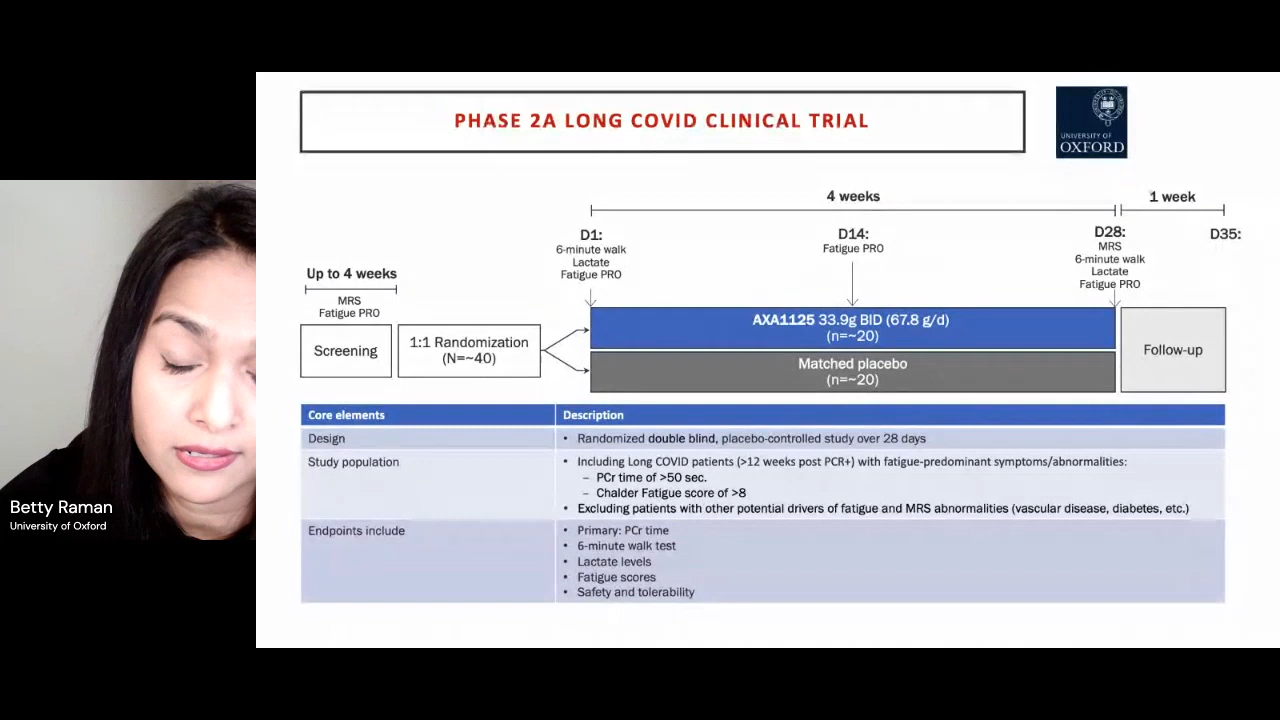 PHASE 2A LONG COVID CLINICAL TRIAL
UNIVERSITY OF
OXFORD
4 weeks
1 week
D1:
6-minute walk
Lactate
Fatigue PRO
D14:
Fatigue PRO
D28:
MRS
6-minute walk
Lactate
Fatigue PRO
D35:
Up to 4 weeks
MRS
Fatigue PRO
Screening
1:1 Randomization
(N=~40)
AXA1125 33.9g BID (67.8 g/d)
(n=~20)
Matched placebo
(n=~20)
Follow-up
Core elements
Description
Design
• Randomized double blind, placebo-controlled study over 28 days
Study population
• Including Long COVID patients (>12 weeks post PCR+) with fatigue-predominant symptoms/abnormalities:
– PCr time of >50 sec.
– Chalder Fatigue score of >8
• Excluding patients with other potential drivers of fatigue and MRS abnormalities (vascular disease, diabetes, etc.)
Endpoints include
• Primary: PCr time
• 6-minute walk test
• Lactate levels
• Fatigue scores
• Safety and tolerability
Betty Raman
University of Oxford